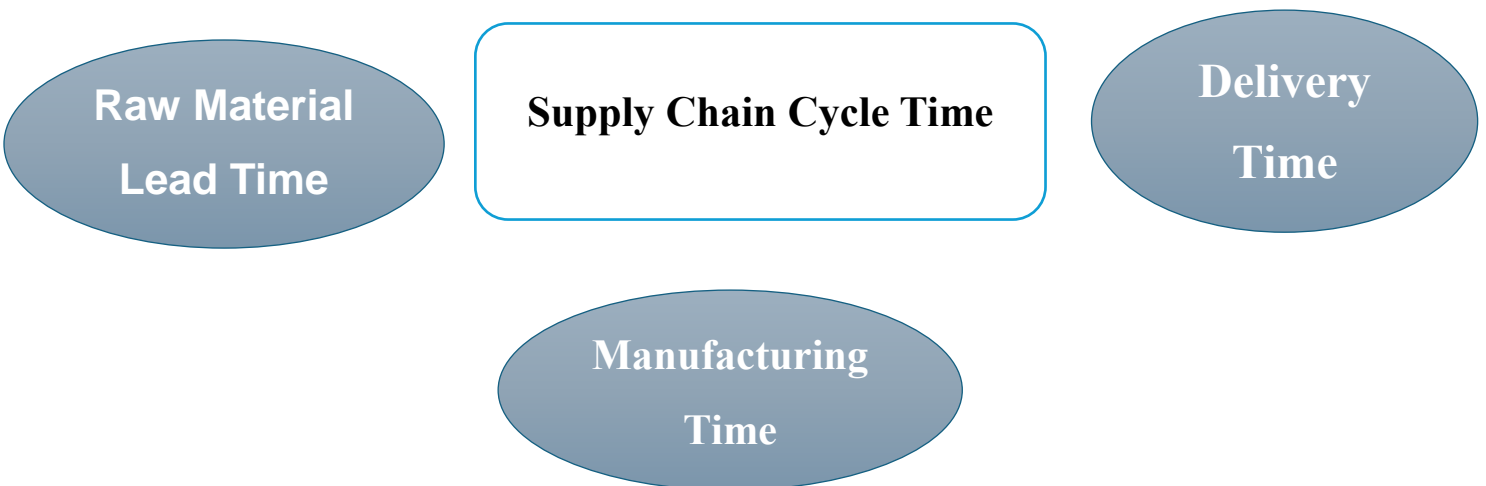 Raw Material
Lead Time
Supply Chain Cycle Time
Delivery
Time
Manufacturing
Time